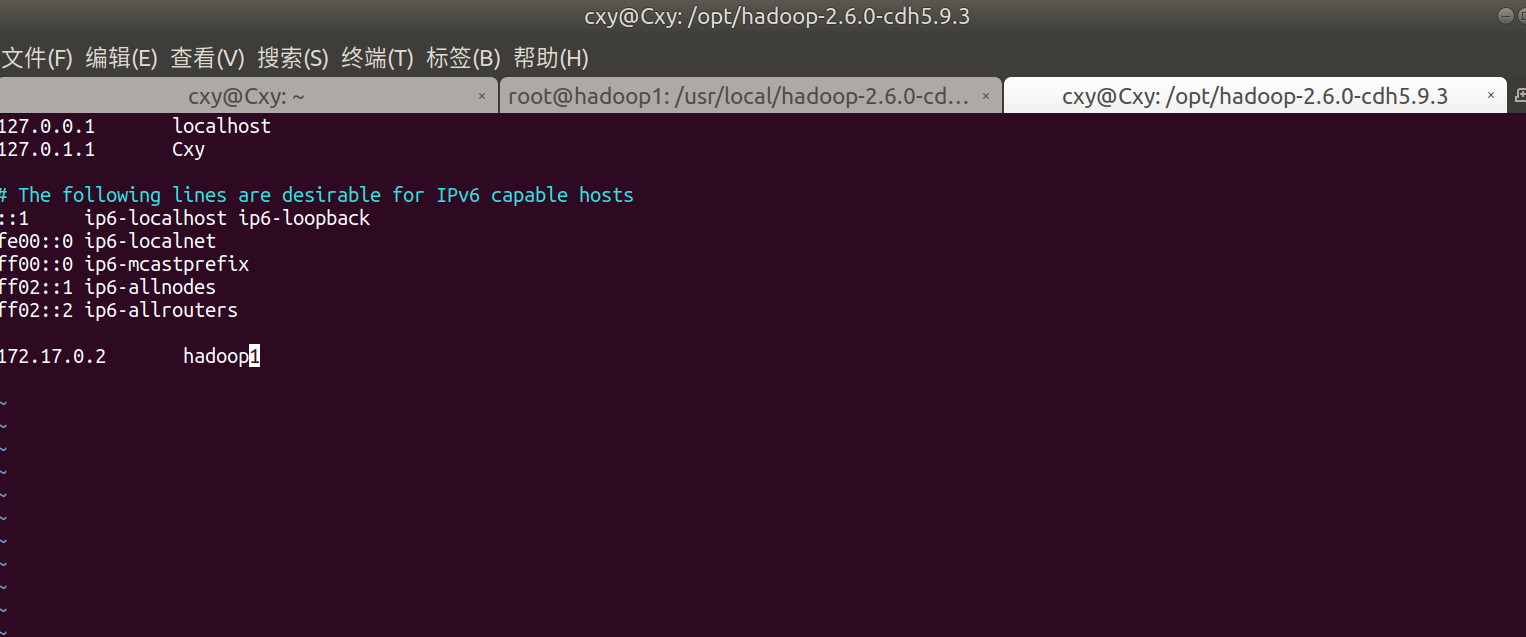 cxy@Cxy: /opt/hadoop-2.6.0-cdh5.9.3
文件(F) 编辑(E) 查看(V) 搜索(S) 终端(T) 标签(B) 帮助(H)
cxy@Cxy: ~ × root@hadoop1: /usr/local/hadoop-2.6.0-cd... × cxy@Cxy: /opt/hadoop-2.6.0-cdh5.9.3 ×
127.0.0.1 localhost
127.0.1.1 Cxy
# The following lines are desirable for IPv6 capable hosts
::1 ip6-localhost ip6-loopback
fe00::0 ip6-localnet
ff00::0 ip6-mcastprefix
ff02::1 ip6-allnodes
ff02::2 ip6-allrouters
172.17.0.2 hadoop1
~
~
~
~
~
~
~
~
~
~
~